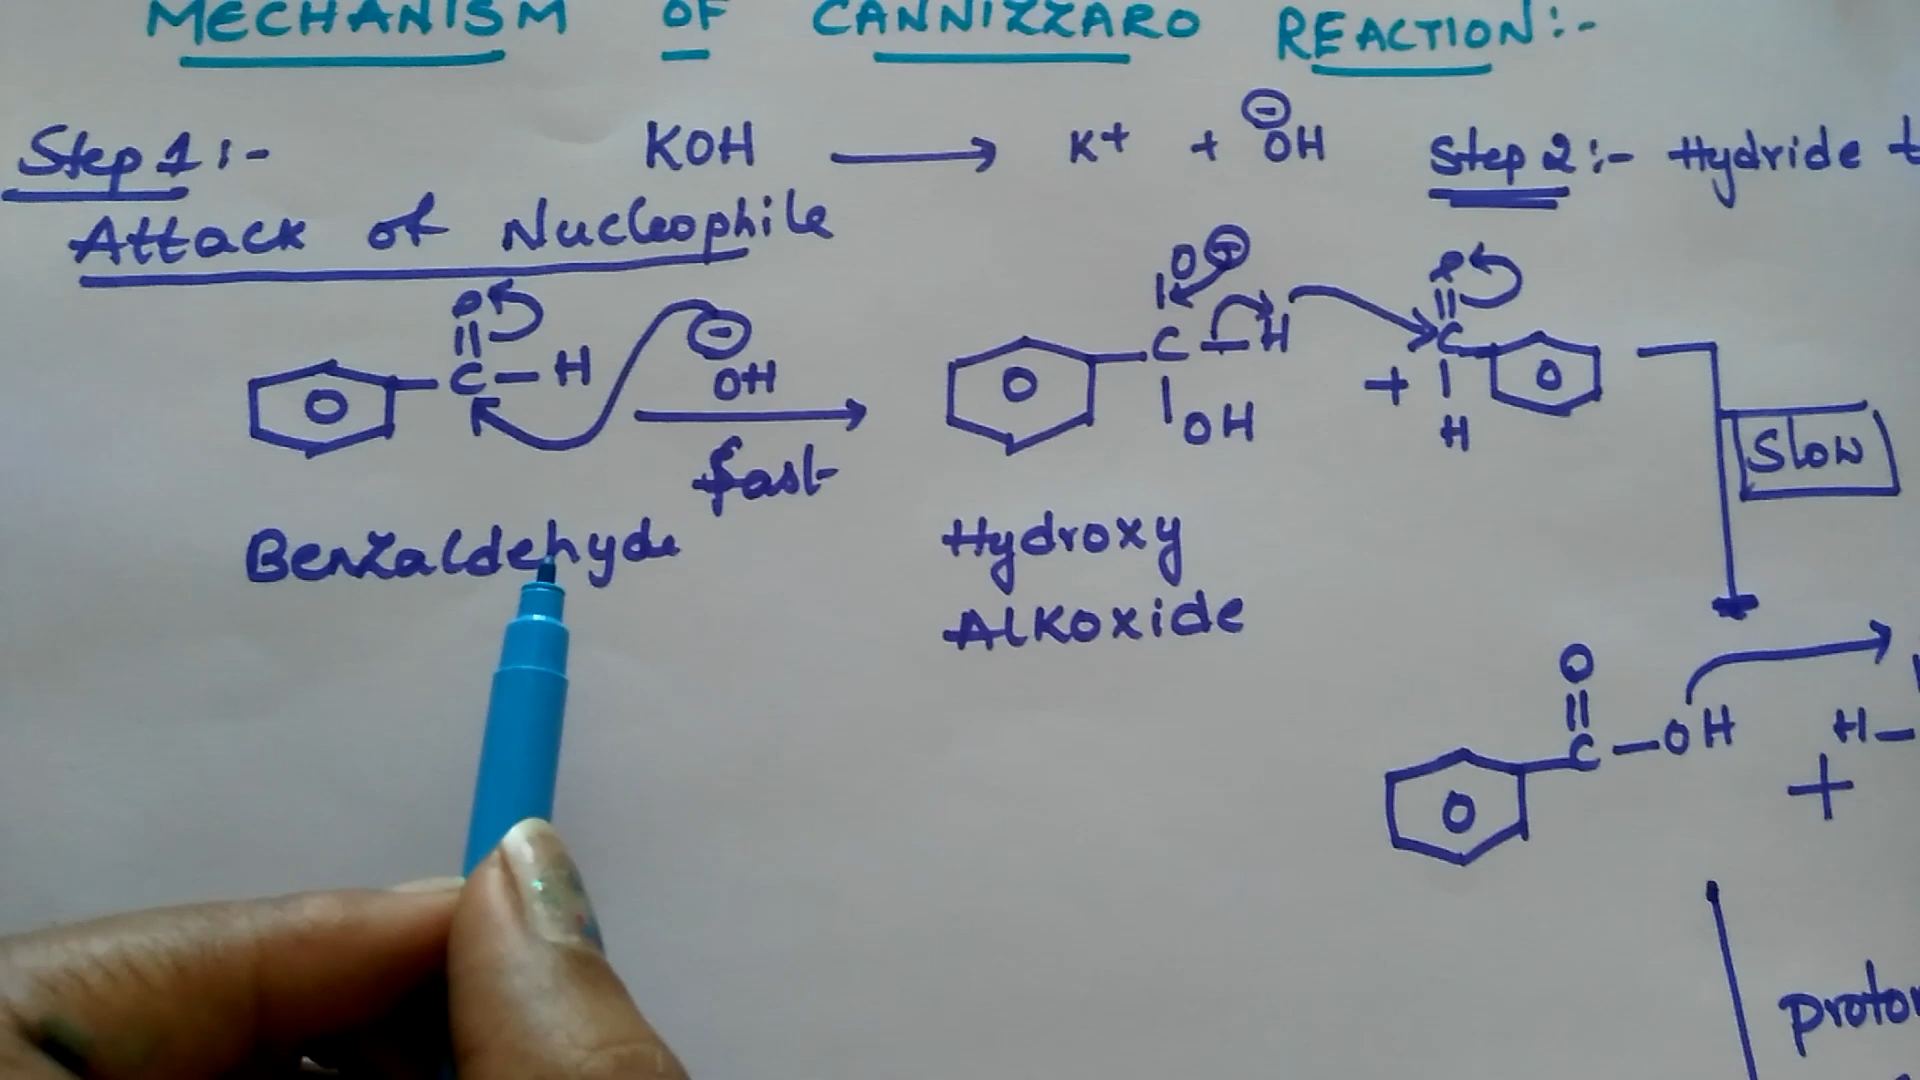 MECHANISM OF CANNIZZARO REACTION:-
Step 1:-
KOH → K+ + ⊖OH
Attack of Nucleophile
O
C - H
⊖
OH
fast
Benzaldehyde
O ⊕
C - H
OH
Hydroxy
Alkoxide
Step 2:- Hydride t
O
C
+
H
Slow
O
C - OH
+ H -
proton